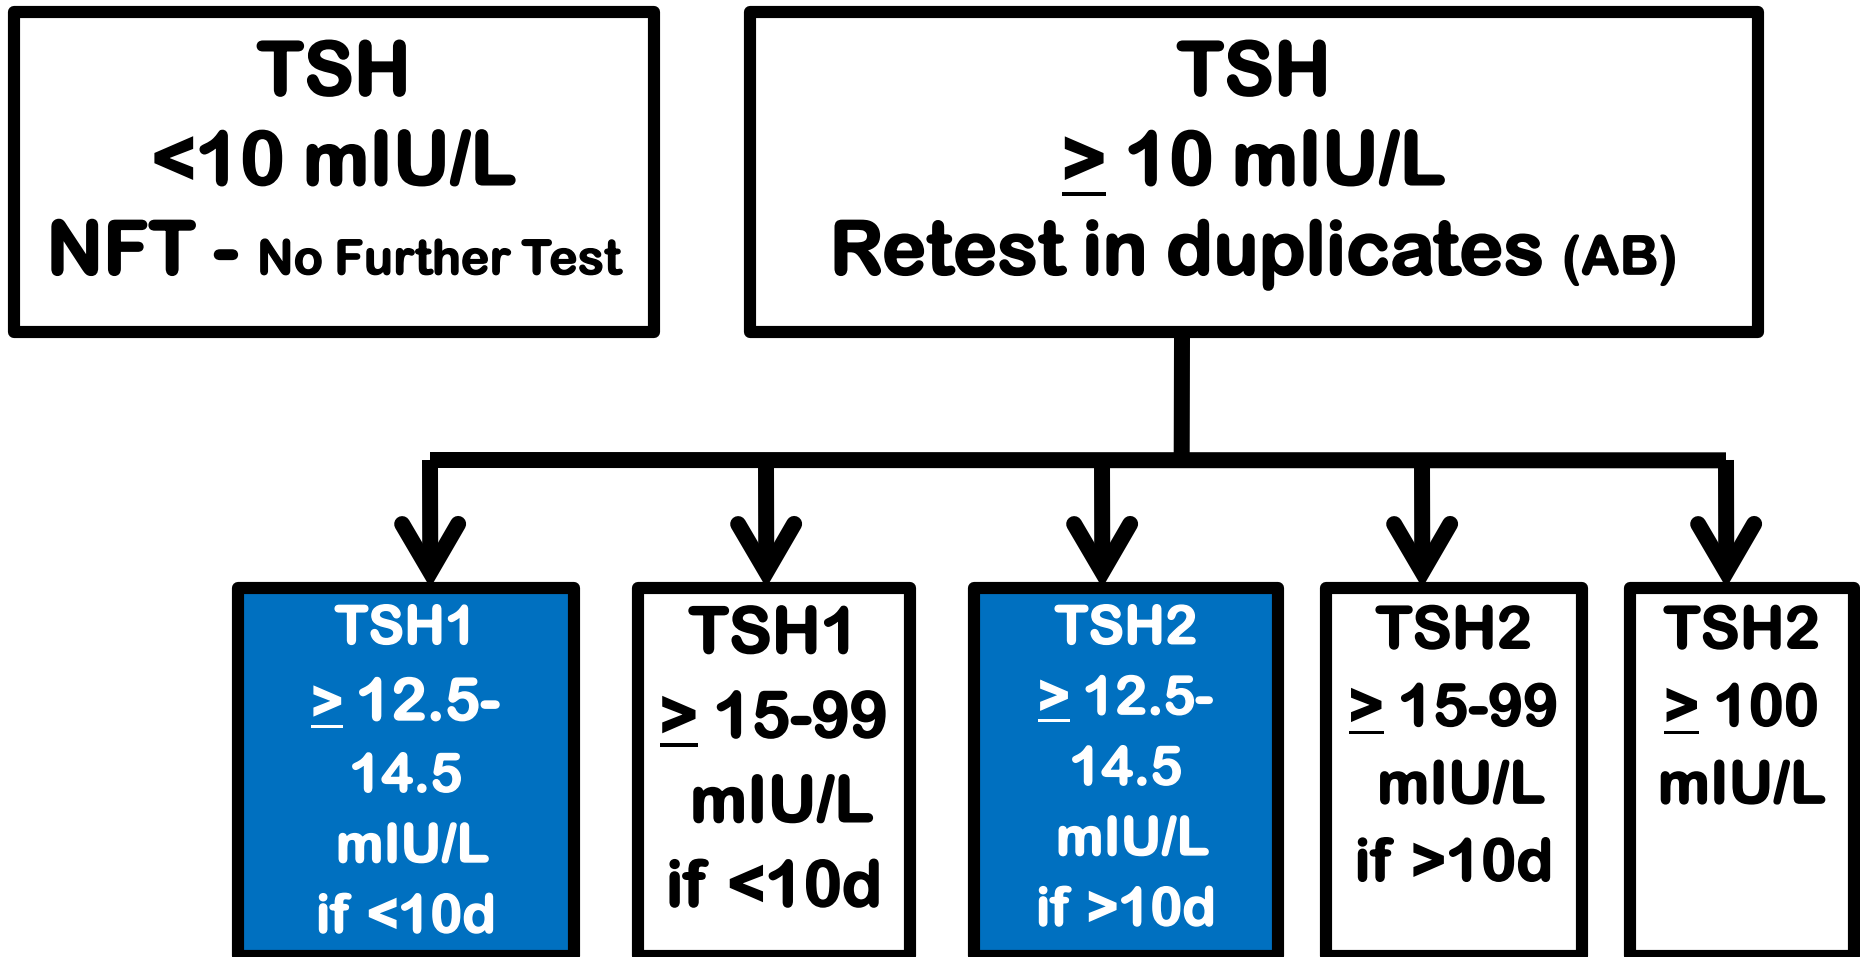 TSH
<10 mIU/L
NFT - No Further Test
TSH
≥ 10 mIU/L
Retest in duplicates (AB)
TSH1
≥ 12.5-
14.5
mIU/L
if <10d
TSH1
≥ 15-99
mIU/L
if <10d
TSH2
≥ 12.5-
14.5
mIU/L
if >10d
TSH2
≥ 15-99
mIU/L
if >10d
TSH2
≥ 100
mIU/L